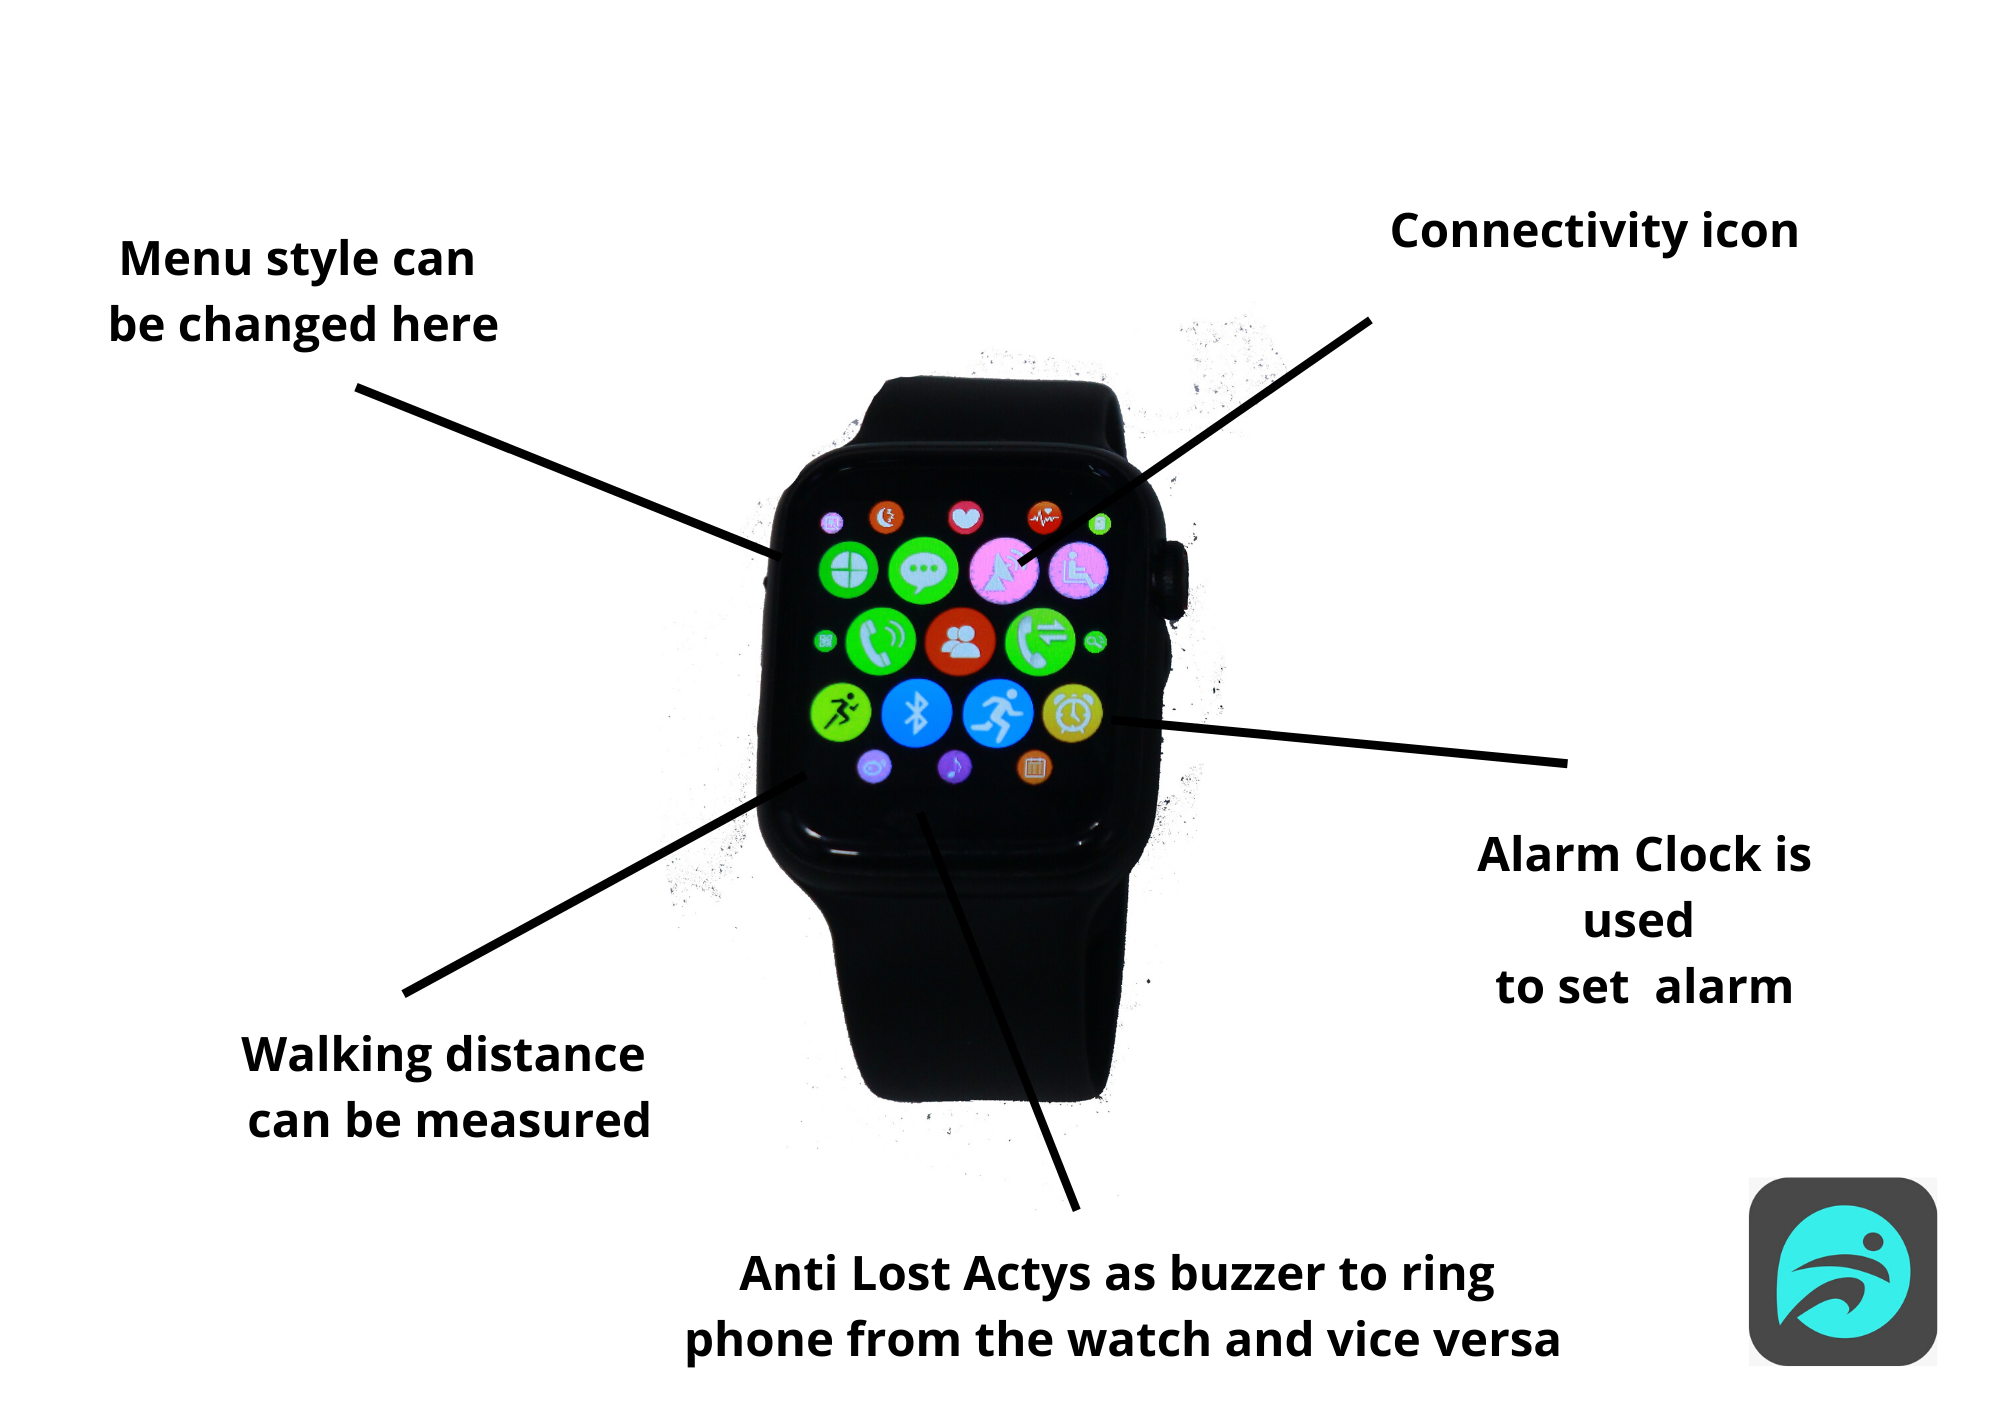 Menu style can
be changed here
Connectivity icon
Alarm Clock is
used
to set  alarm
Walking distance
can be measured
Anti Lost Actys as buzzer to ring
phone from the watch and vice versa